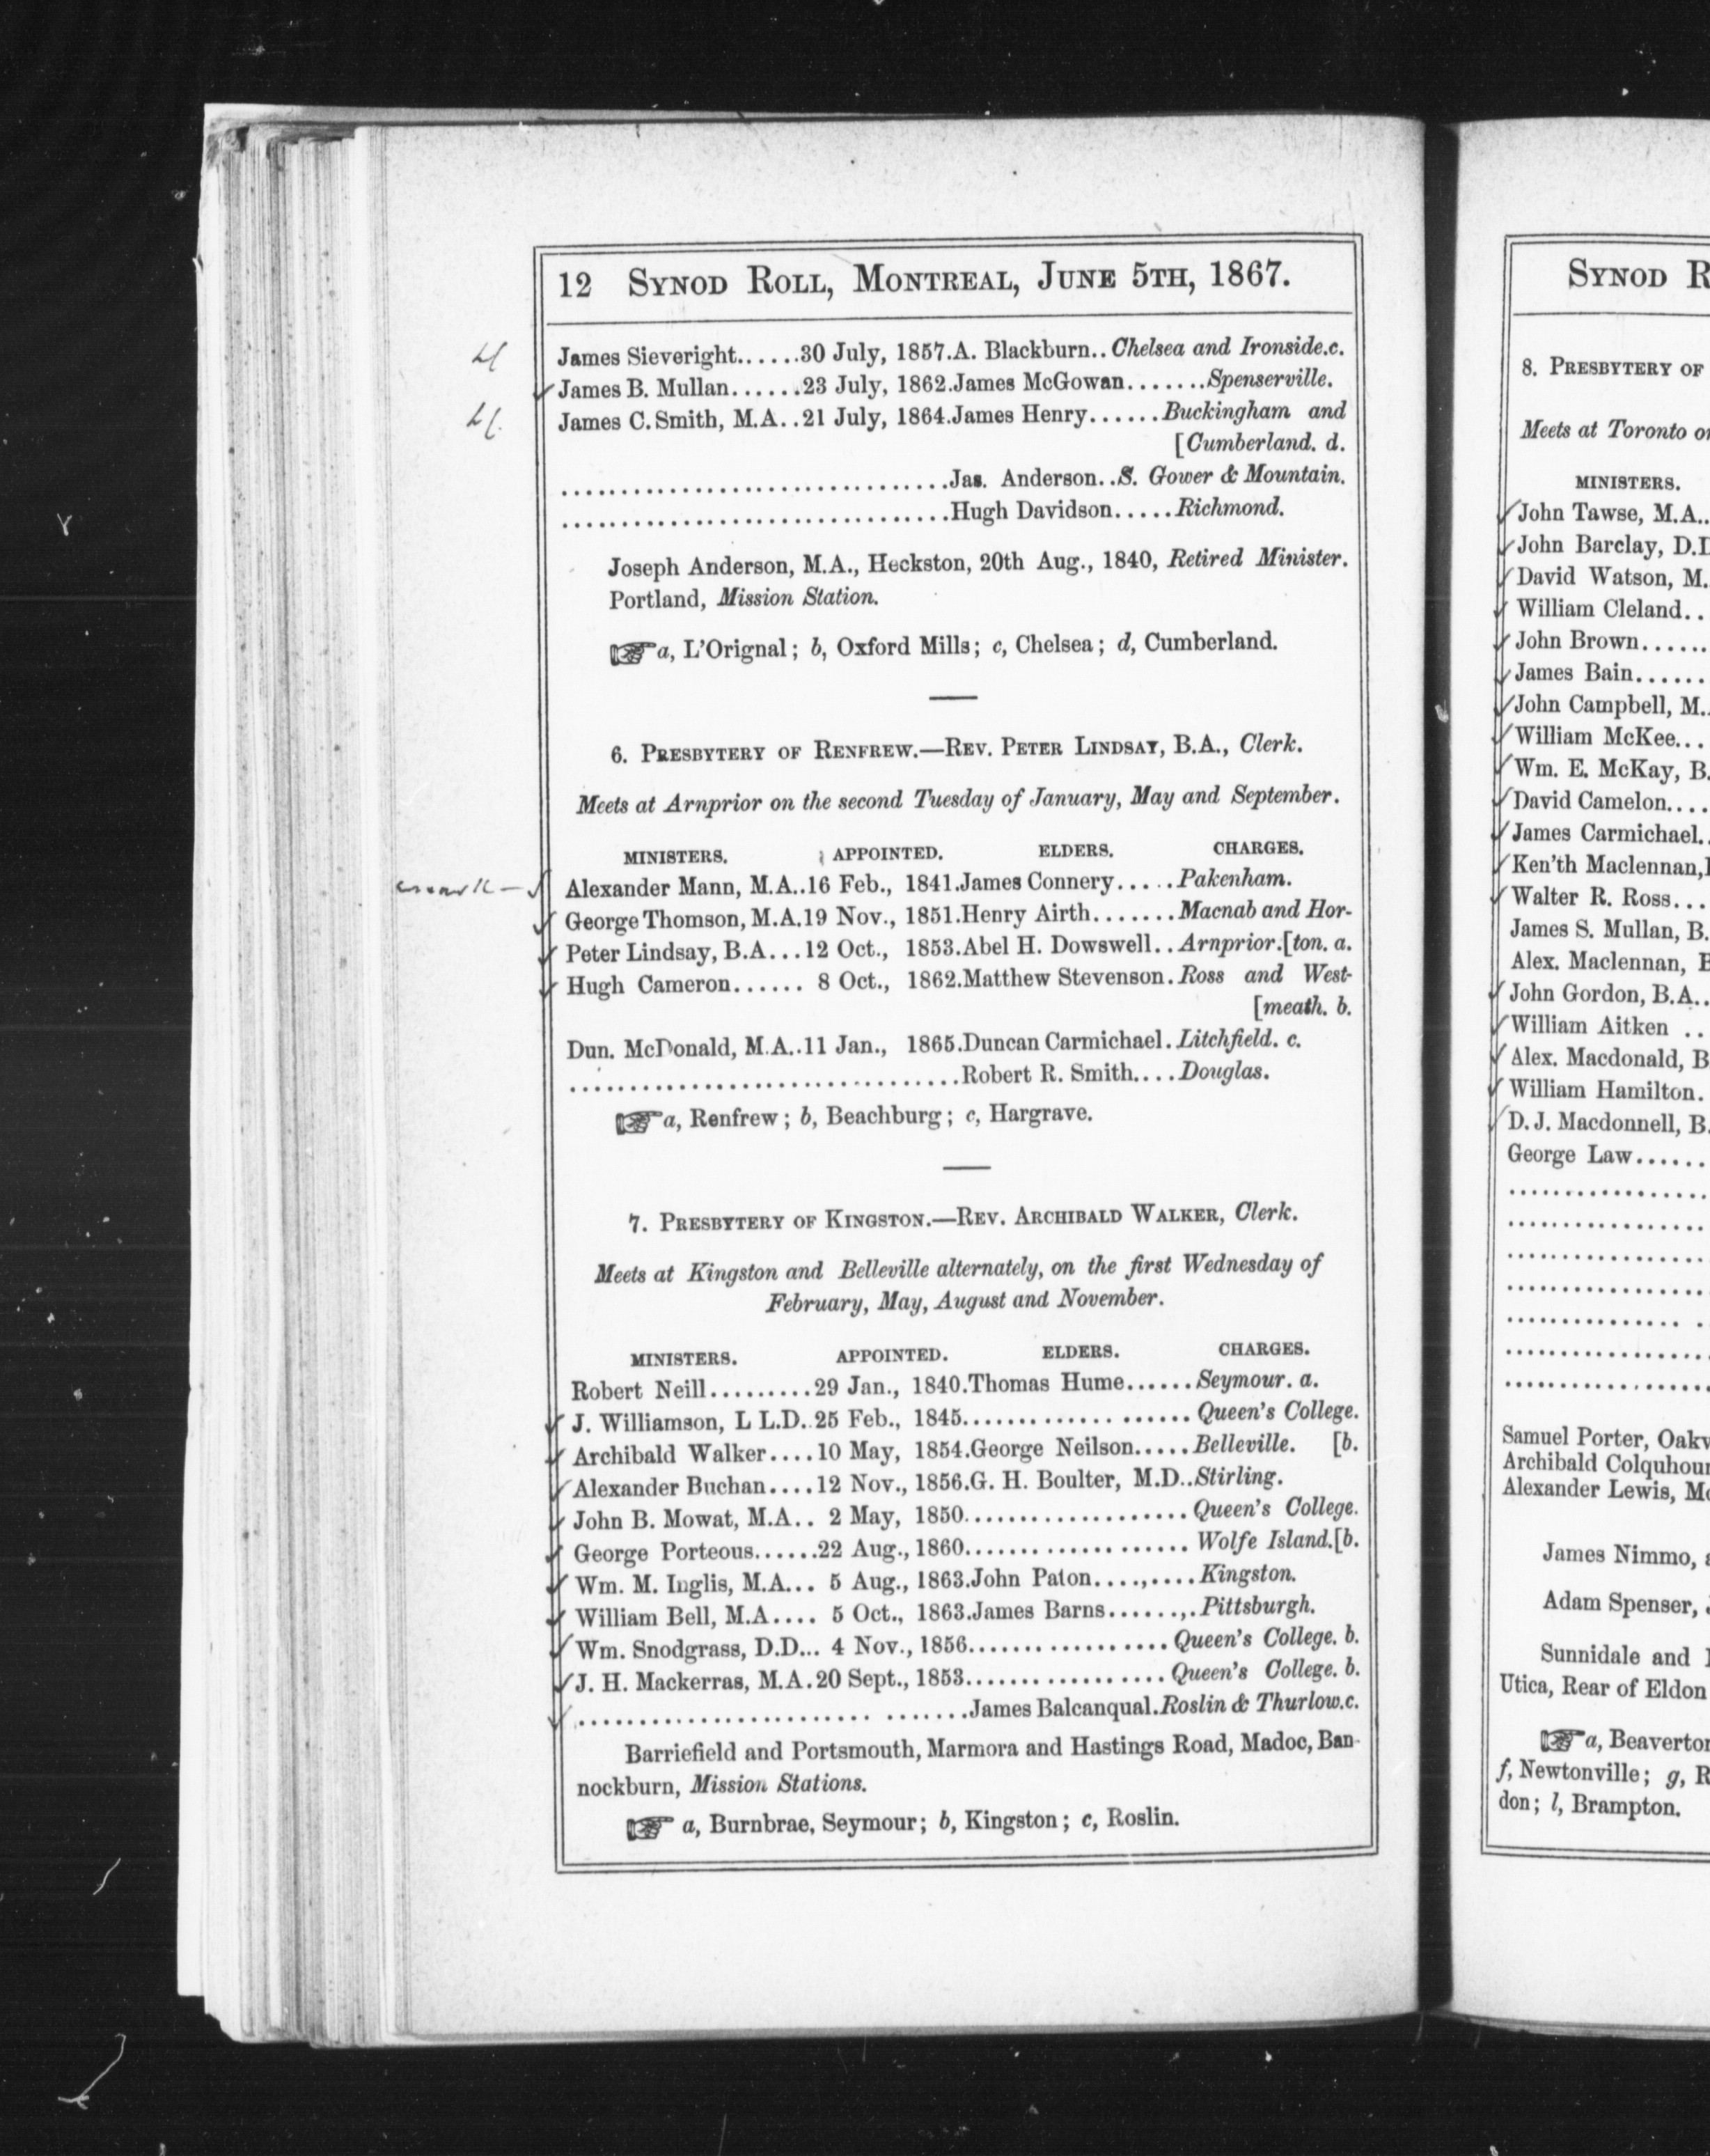 12 SYNOD ROLL, MONTREAL, JUNE 5TH, 1867.
James Sieveright......30 July, 1857.A. Blackburn..Chelsea and Ironside.c.
James B. Mullan......23 July, 1862.James McGowan.......Spenserville.
James C. Smith, M.A..21 July, 1864.James Henry......Buckingham and
[Cumberland. d.
................................Jas. Anderson..S. Gower & Mountain.
................................Hugh Davidson.....Richmond.
Joseph Anderson, M.A., Heckston, 20th Aug., 1840, Retired Minister.
Portland, Mission Station.
☞ a, L'Orignal; b, Oxford Mills; c, Chelsea; d, Cumberland.
6. PRESBYTERY OF RENFREW.—REV. PETER LINDSAY, B.A., Clerk.
Meets at Arnprior on the second Tuesday of January, May and September.
MINISTERS. APPOINTED. ELDERS. CHARGES.
Alexander Mann, M.A..16 Feb., 1841.James Connery.....Pakenham.
George Thomson, M.A.19 Nov., 1851.Henry Airth.......Macnab and Hor-
Peter Lindsay, B.A...12 Oct., 1853.Abel H. Dowswell..Arnprior.[ton. a.
Hugh Cameron...... 8 Oct., 1862.Matthew Stevenson.Ross and West-
[meath. b.
Dun. McDonald, M.A..11 Jan., 1865.Duncan Carmichael.Litchfield. c.
................................Robert R. Smith....Douglas.
☞ a, Renfrew; b, Beachburg; c, Hargrave.
7. PRESBYTERY OF KINGSTON.—REV. ARCHIBALD WALKER, Clerk.
Meets at Kingston and Belleville alternately, on the first Wednesday of
February, May, August and November.
MINISTERS. APPOINTED. ELDERS. CHARGES.
Robert Neill.........29 Jan., 1840.Thomas Hume......Seymour. a.
J. Williamson, L L.D..25 Feb., 1845................... Queen's College.
Archibald Walker....10 May, 1854.George Neilson.....Belleville. [b.
Alexander Buchan....12 Nov., 1856.G. H. Boulter, M.D..Stirling.
John B. Mowat, M.A.. 2 May, 1850...................Queen's College.
George Porteous......22 Aug., 1860................... Wolfe Island.[b.
Wm. M. Inglis, M.A... 5 Aug., 1863.John Paton....,....Kingston.
William Bell, M.A.... 5 Oct., 1863.James Barns......,.Pittsburgh.
Wm. Snodgrass, D.D... 4 Nov., 1856.................Queen's College. b.
J. H. Mackerras, M.A.20 Sept., 1853.................Queen's College. b.
........................ .......James Balcanqual.Roslin & Thurlow.c.
Barriefield and Portsmouth, Marmora and Hastings Road, Madoc, Ban-
nockburn, Mission Stations.
☞ a, Burnbrae, Seymour; b, Kingston; c, Roslin.
SYNOD R
8. PRESBYTERY OF
Meets at Toronto
MINISTERS.
John Tawse, M.A..
John Barclay, D.
David Watson, M.
William Cleland..
John Brown......
James Bain......
John Campbell, M.
William McKee...
Wm. E. McKay, B.
David Camelon....
James Carmichael.
Ken'th Maclennan,
Walter R. Ross...
James S. Mullan, B.
Alex. Maclennan,
John Gordon, B.A..
William Aitken ..
Alex. Macdonald, B
William Hamilton.
D. J. Macdonnell, B.
George Law......
Samuel Porter,
Archibald
Alexander Lewis,
James Nimmo,
Adam Spenser,
Sunnidale and
Utica, Rear of Eldon
☞ a,
f, Newtonville; g, R
don; l, Brampton.